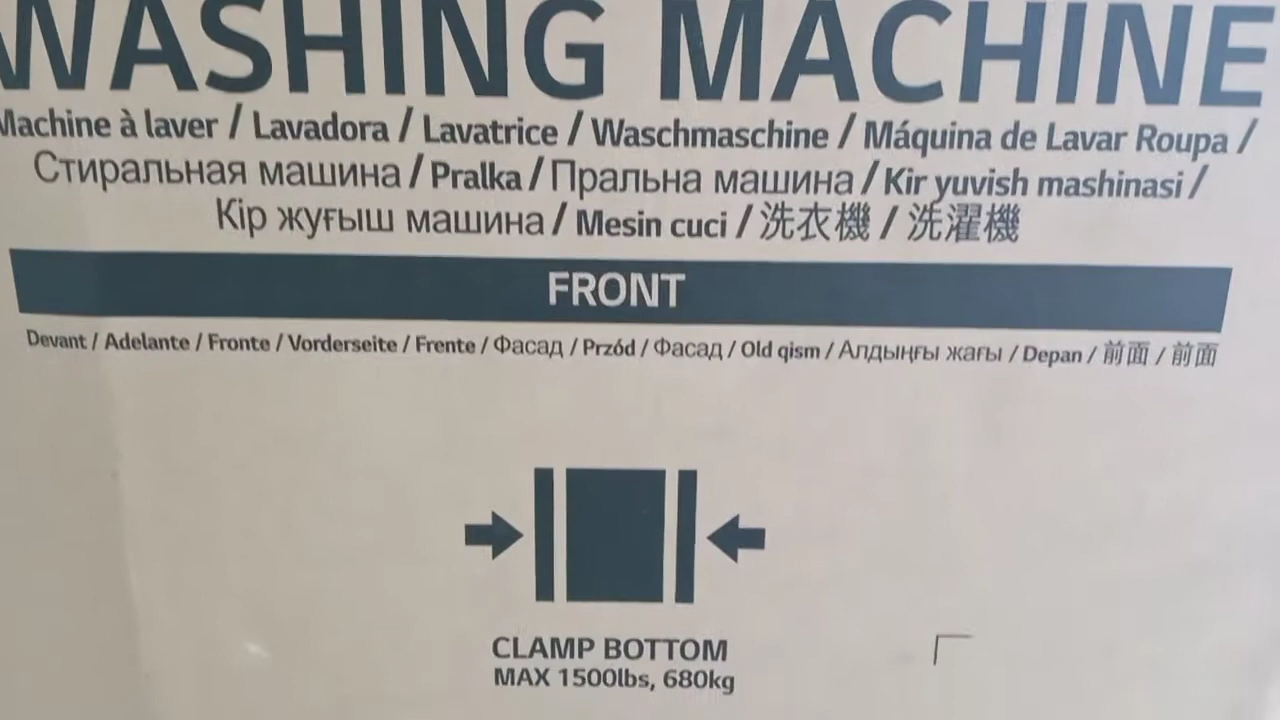 WASHING MACHINE
Machine à laver / Lavadora / Lavatrice / Waschmaschine / Máquina de Lavar Roupa /
Стиральная машина / Pralka / Пральна машина / Kir yuvish mashinasi /
Кір жуғыш машина / Mesin cuci / 洗衣機 / 洗濯機
FRONT
Devant / Adelante / Fronte / Vorderseite / Frente / Фасад / Przód / Фасад / Old qism / Алдыңғы жағы / Depan / 前面 / 前面
CLAMP BOTTOM
MAX 1500lbs, 680kg